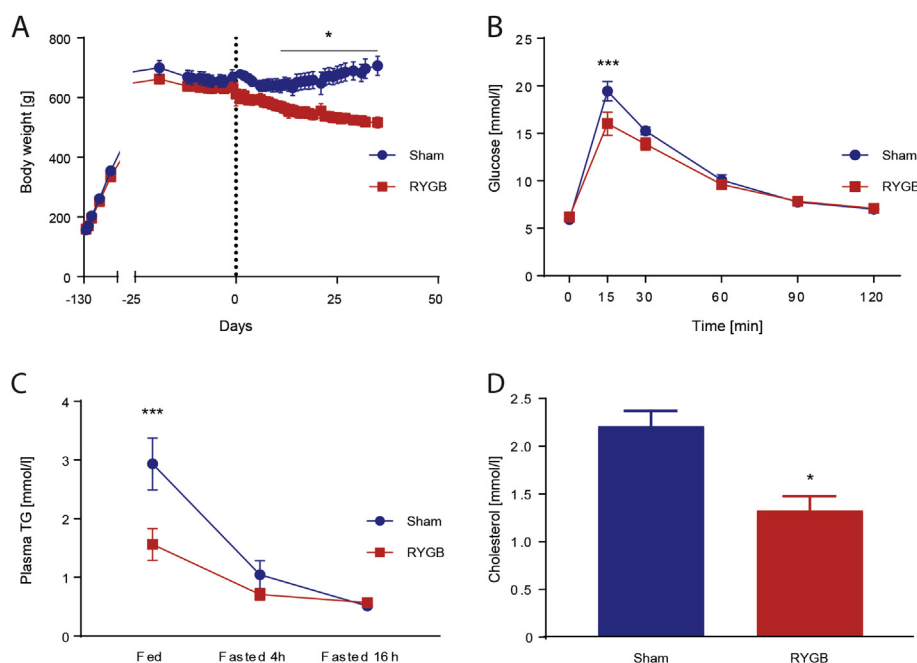 A
800
600
400
200
0
-130
-25
0
25
50
Body weight [g]
Days
*
Sham
RYGB
B
25
20
15
10
5
0
0
15
30
60
90
120
Glucose [mmol/l]
Time [min]
***
Sham
RYGB
C
4
3
2
1
0
Fed
Fasted 4h
Fasted 16 h
Plasma TG [mmol/l]
***
Sham
RYGB
D
2.5
2.0
1.5
1.0
0.5
0
Cholesterol [mmol/l]
*
Sham
RYGB